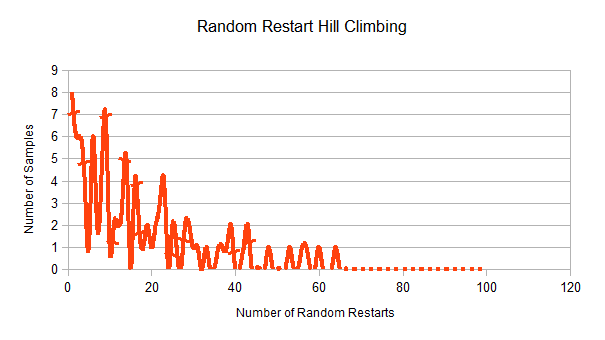 Random Restart Hill Climbing
9
8
7
6
5
4
3
2
1
0
Number of Samples
0 20 40 60 80 100 120
Number of Random Restarts